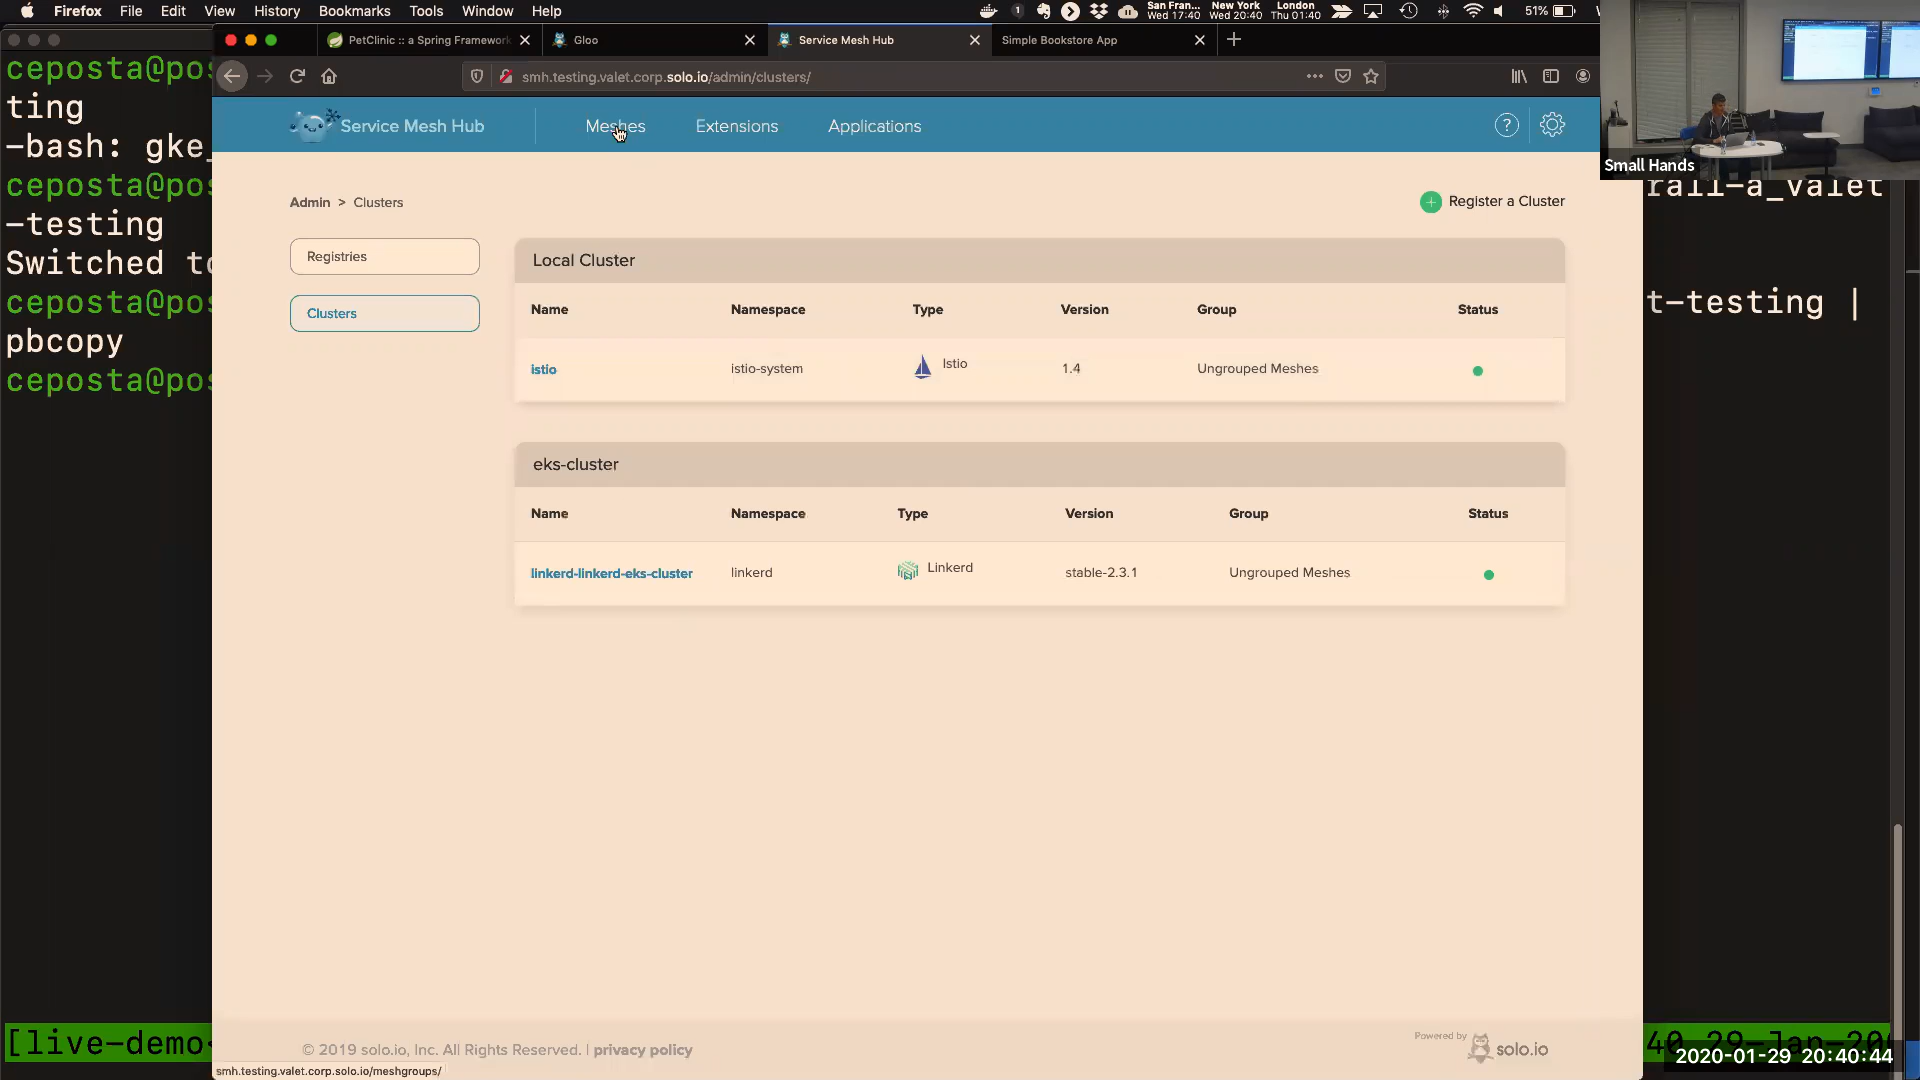 Firefox File Edit View History Bookmarks Tools Window Help
1
San Fran.. New York London
Wed 17:40 Wed 20:40 Thu 01:40
51%
PetClinic :: a Spring Framework
Gloo
Service Mesh Hub
Simple Bookstore App
smh.testing.valet.corp.solo.io/admin/clusters/
Service Mesh Hub
Meshes
Extensions
Applications
?
Small Hands
Admin > Clusters
Register a Cluster
Registries
Clusters
Local Cluster
Name Namespace Type Version Group Status
istio istio-system Istio 1.4 Ungrouped Meshes
eks-cluster
Name Namespace Type Version Group Status
linkerd-linkerd-eks-cluster linkerd Linkerd stable-2.3.1 Ungrouped Meshes
© 2019 solo.io, Inc. All Rights Reserved. | privacy policy
Powered by
solo.io
smh.testing.valet.corp.solo.io/meshgroups/
ceposta@pos
ting
-bash: gke_
ceposta@pos rall-a_valet
-testing
Switched to
ceposta@pos t-testing |
pbcopy
ceposta@pos
[live-demo 40 29-Jan-20
2020-01-29 20:40:44